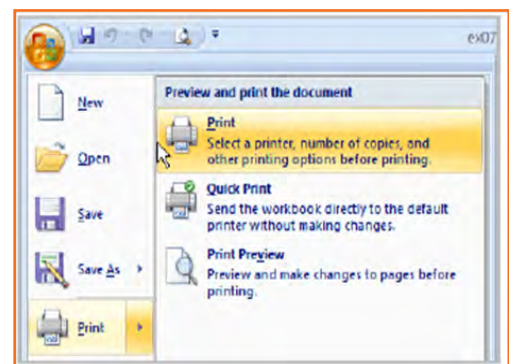 ex07
New
Open
Save
Save As
Print
Preview and print the document
Print
Select a printer, number of copies, and
other printing options before printing.
Quick Print
Send the workbook directly to the default
printer without making changes.
Print Preview
Preview and make changes to pages before
printing.